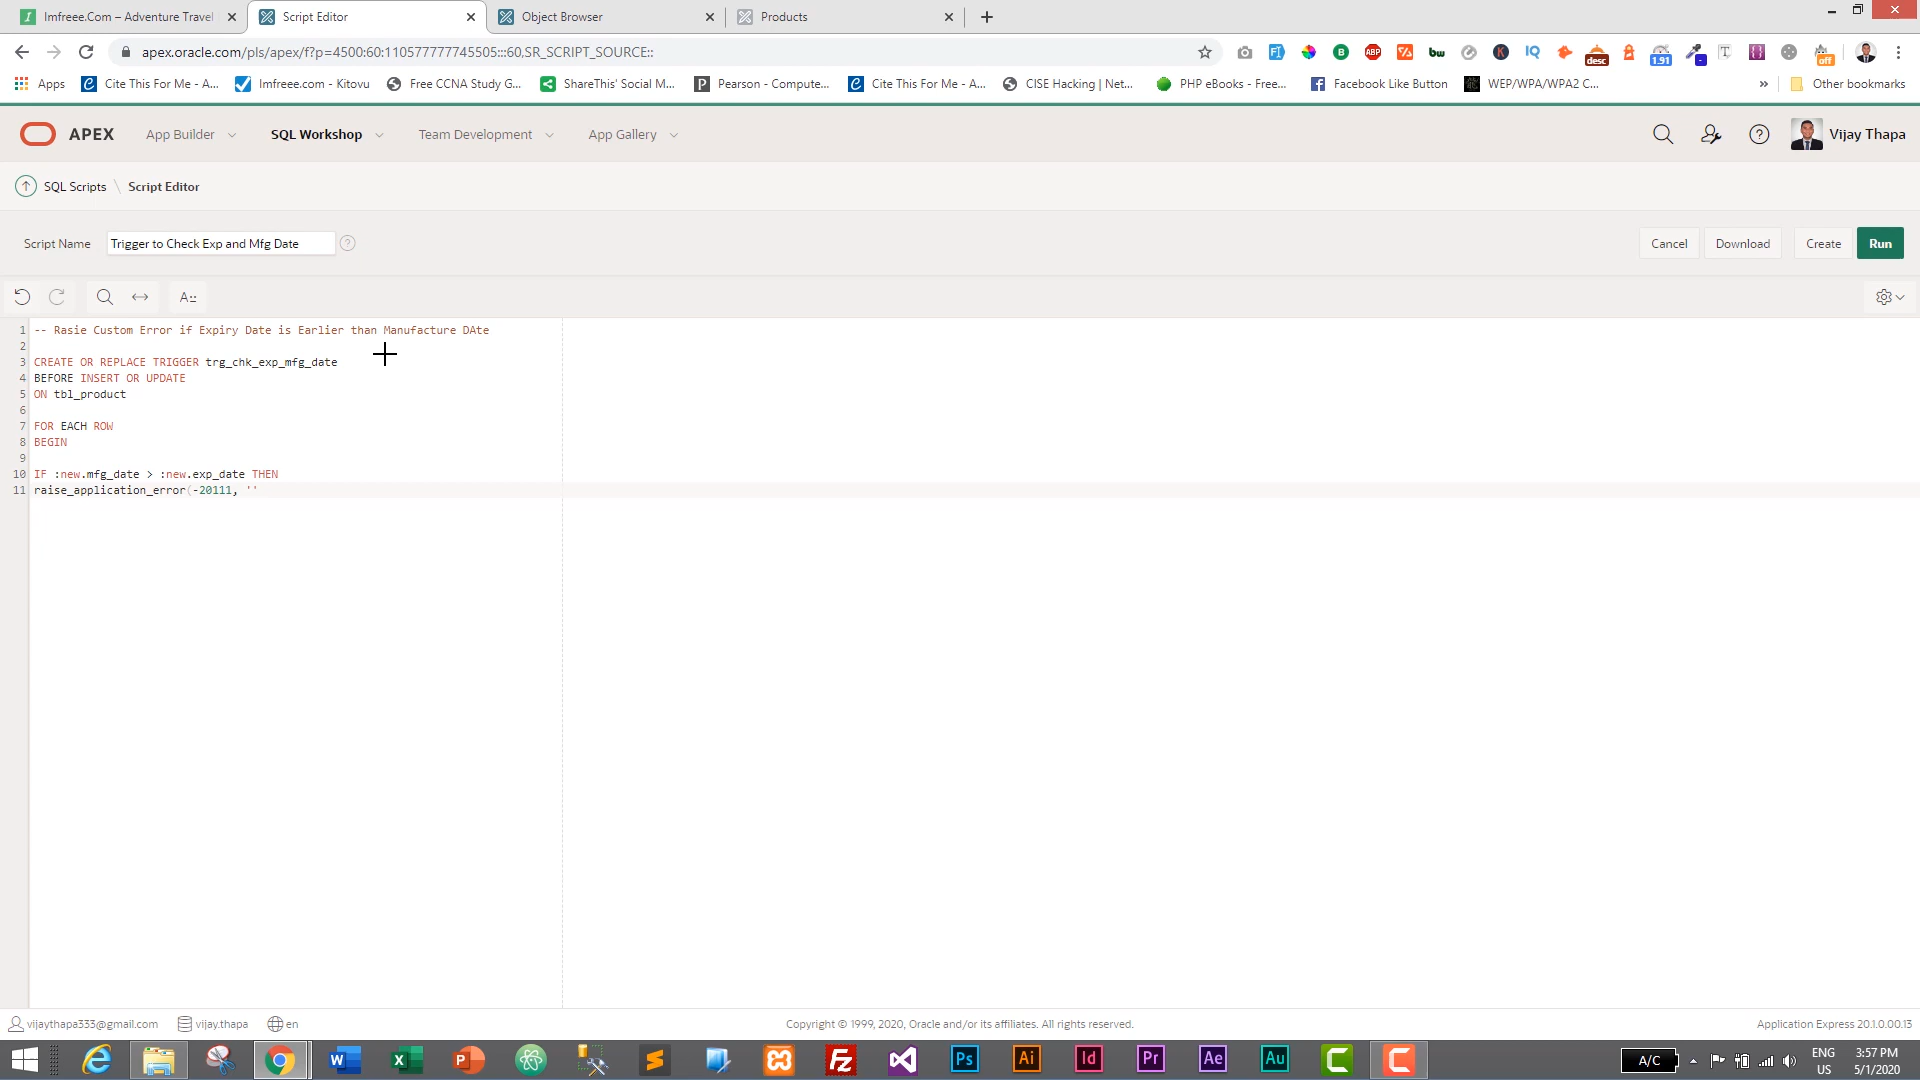 Imfreee.Com – Adventure Travel
Script Editor
Object Browser
Products
apex.oracle.com/pls/apex/f?p=4500:60:110577777745505:::60,SR_SCRIPT_SOURCE::
Apps
Cite This For Me - A...
Imfreee.com - Kitovu
Free CCNA Study G...
ShareThis' Social M...
Pearson - Compute...
Cite This For Me - A...
CISE Hacking | Net...
PHP eBooks - Free...
Facebook Like Button
WEP/WPA/WPA2 C...
»
Other bookmarks
APEX
App Builder
SQL Workshop
Team Development
App Gallery
Vijay Thapa
SQL Scripts \ Script Editor
Script Name
Trigger to Check Exp and Mfg Date
Cancel
Download
Create
Run
1 -- Rasie Custom Error if Expiry Date is Earlier than Manufacture DAte
2
3 CREATE OR REPLACE TRIGGER trg_chk_exp_mfg_date
4 BEFORE INSERT OR UPDATE
5 ON tbl_product
6
7 FOR EACH ROW
8 BEGIN
9
10 IF :new.mfg_date > :new.exp_date THEN
11 raise_application_error(-20111, ''
vijaythapa333@gmail.com
vijay.thapa
en
Copyright © 1999, 2020, Oracle and/or its affiliates. All rights reserved.
Application Express 20.1.0.00.13
A/C
ENG
US
3:57 PM
5/1/2020